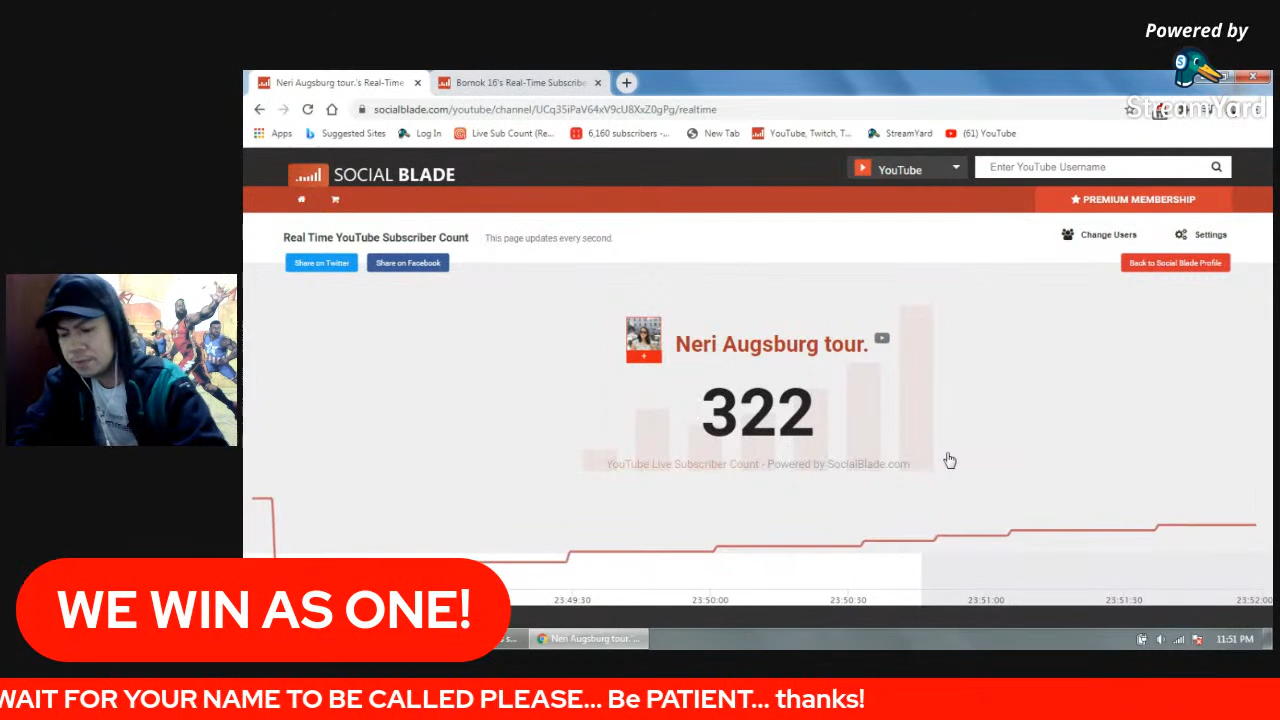 Powered by
StreamYard
Neri Augsburg tour.'s Real-Time
Bornok 16's Real-Time Subscribe
socialblade.com/youtube/channel/UCq35iPaV64xV9cU8XxZ0gPg/realtime
Apps
Suggested Sites
Log In
Live Sub Count (Re...
6,160 subscribers -...
New Tab
YouTube, Twitch, T...
StreamYard
(61) YouTube
SOCIAL BLADE
YouTube
Enter YouTube Username
PREMIUM MEMBERSHIP
Real Time YouTube Subscriber Count
This page updates every second.
Change Users
Settings
Share on Twitter
Share on Facebook
Back to Social Blade Profile
Neri Augsburg tour.
322
YouTube Live Subscriber Count - Powered by SocialBlade.com
23:49:30
23:50:00
23:50:30
23:51:00
23:51:30
23:52:00
WE WIN AS ONE!
Neri Augsburg tour. ...
11:51 PM
WAIT FOR YOUR NAME TO BE CALLED PLEASE... Be PATIENT... thanks!